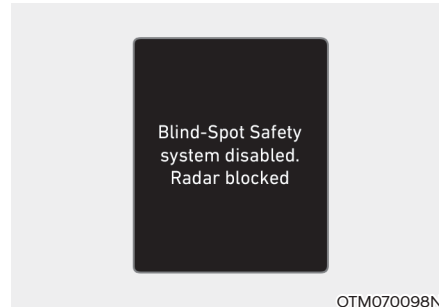 Blind-Spot Safety
system disabled.
Radar blocked
OTM070098N